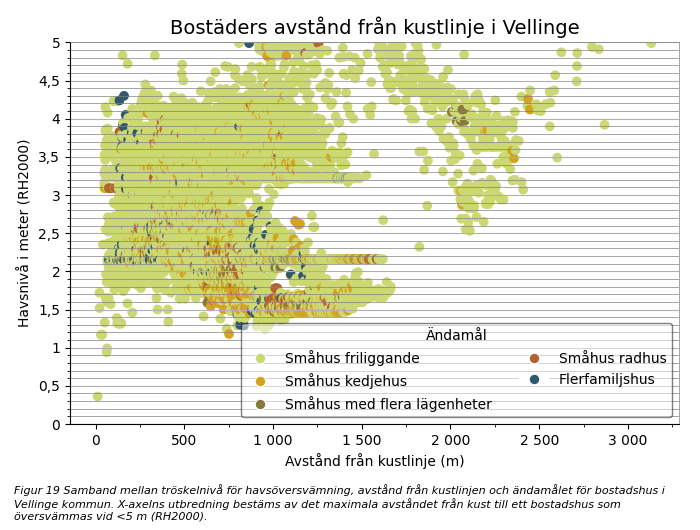 Bostäders avstånd från kustlinje i Vellinge
Havsnivå i meter (RH2000)
5
4,5
4
3,5
3
2,5
2
1,5
1
0,5
0
Ändamål
Småhus friliggande
Småhus kedjehus
Småhus med flera lägenheter
Småhus radhus
Flerfamiljshus
0 500 1 000 1 500 2 000 2 500 3 000
Avstånd från kustlinje (m)
Figur 19 Samband mellan tröskelnivå för havsöversvämning, avstånd från kustlinjen och ändamålet för bostadshus i
Vellinge kommun. X-axelns utbredning bestäms av det maximala avståndet från kust till ett bostadshus som
översvämmas vid <5 m (RH2000).